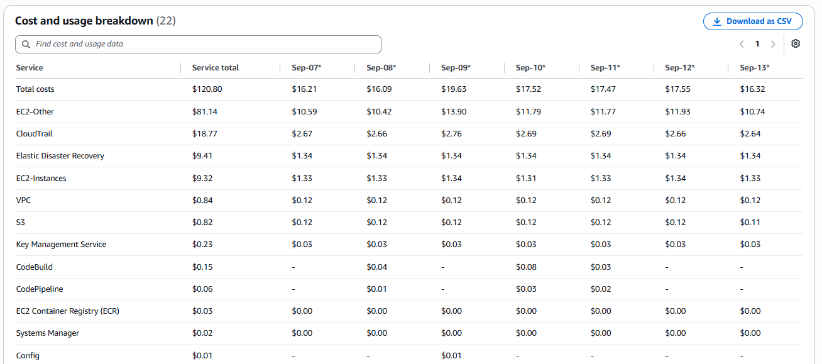 Cost and usage breakdown (22) Download as CSV
Find cost and usage data 1
Service Service total Sep-07* Sep-08* Sep-09* Sep-10* Sep-11* Sep-12* Sep-13*
Total costs $120.80 $16.21 $16.09 $19.63 $17.52 $17.47 $17.55 $16.32
EC2-Other $81.14 $10.59 $10.42 $13.90 $11.79 $11.77 $11.93 $10.74
CloudTrail $18.77 $2.67 $2.66 $2.76 $2.69 $2.69 $2.66 $2.64
Elastic Disaster Recovery $9.41 $1.34 $1.34 $1.34 $1.34 $1.34 $1.34 $1.34
EC2-Instances $9.32 $1.33 $1.33 $1.34 $1.31 $1.33 $1.34 $1.33
VPC $0.84 $0.12 $0.12 $0.12 $0.12 $0.12 $0.12 $0.12
S3 $0.82 $0.12 $0.12 $0.12 $0.12 $0.12 $0.12 $0.11
Key Management Service $0.23 $0.03 $0.03 $0.03 $0.03 $0.03 $0.03 $0.03
CodeBuild $0.15 - $0.04 - $0.08 $0.03 - -
CodePipeline $0.06 - $0.01 - $0.03 $0.02 - -
EC2 Container Registry (ECR) $0.03 $0.00 $0.00 $0.00 $0.00 $0.00 $0.00 $0.00
Systems Manager $0.02 $0.00 $0.00 $0.00 $0.00 $0.00 $0.00 $0.00
Config $0.01 - - $0.01 - - - -